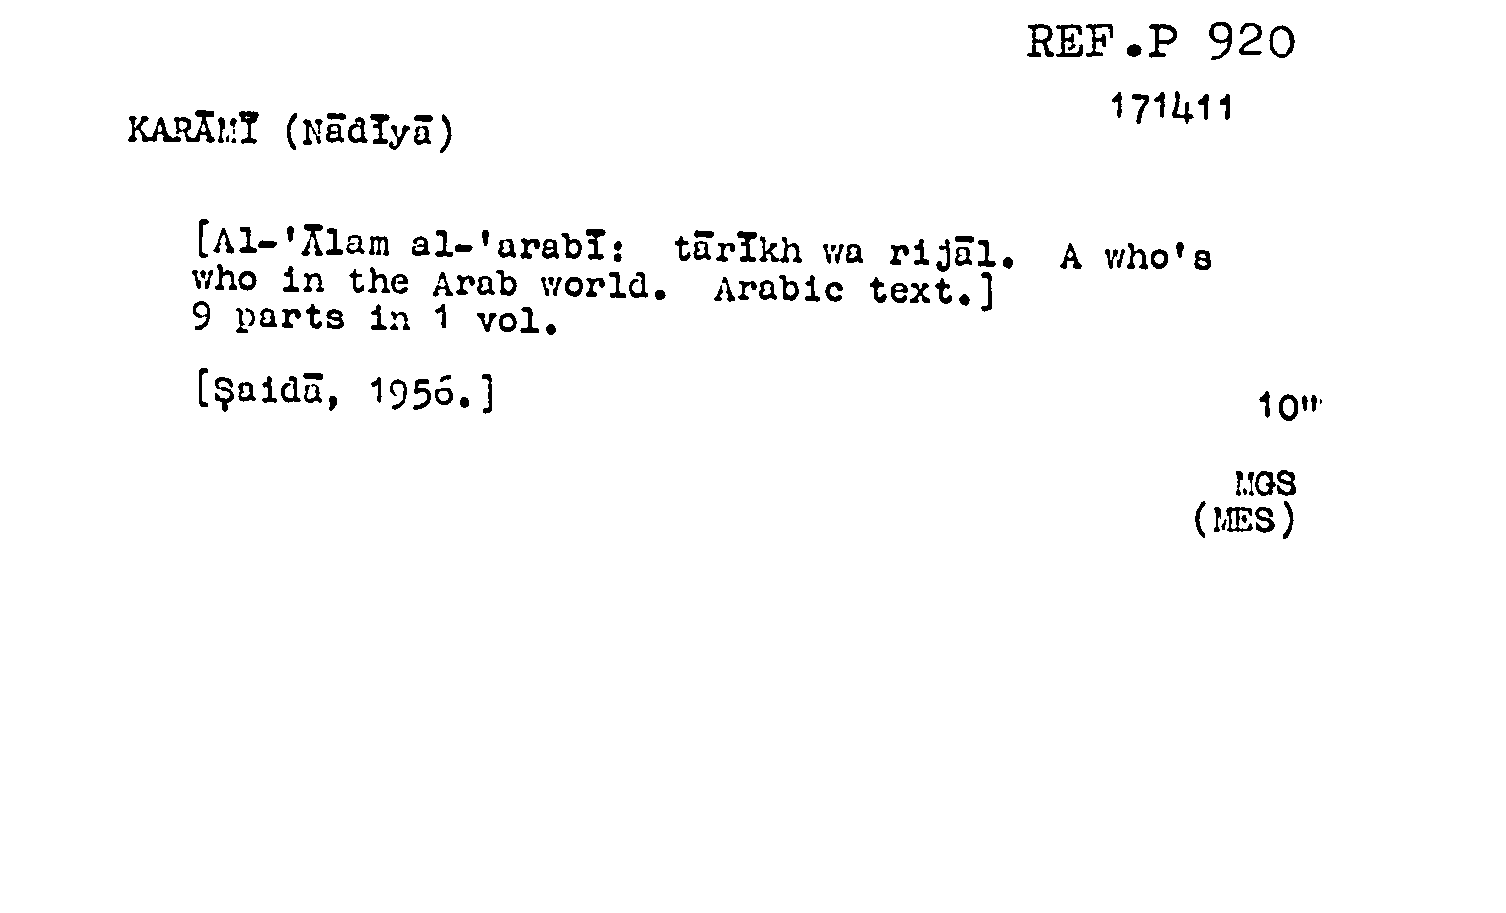 REF.P 920
171411
KARĀMĪ (Nādīyā)
[Al-'Ālam al-'arabī: tārīkh wa rijāl. A who's
who in the Arab world. Arabic text.]
9 parts in 1 vol.
[Ṣaidā, 1956.]
10"
MGS
(MES)